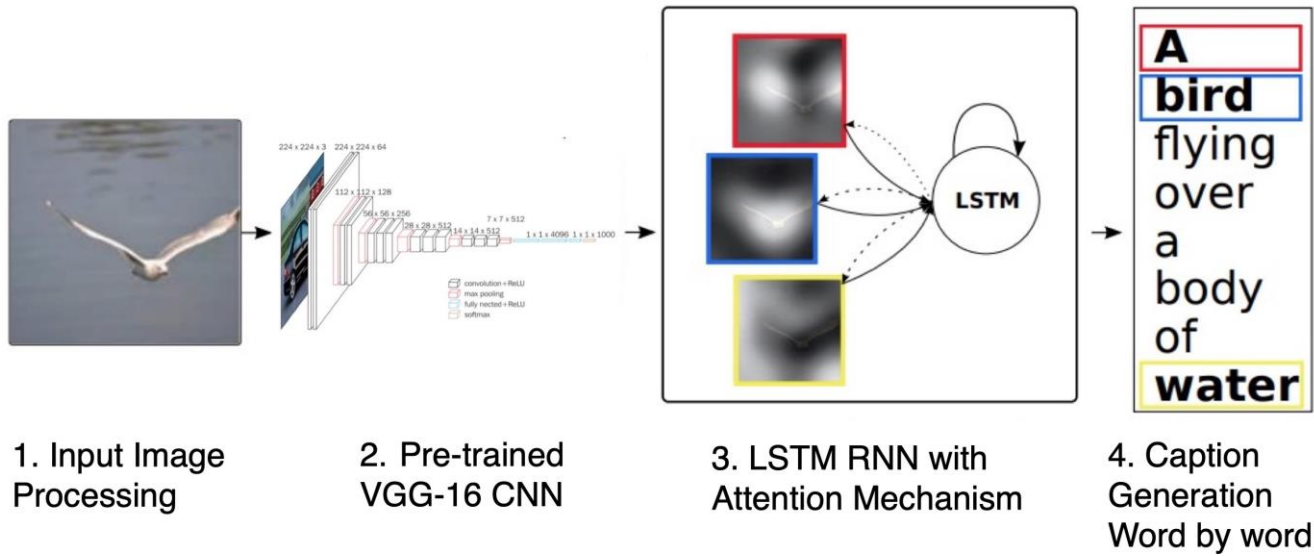 224 x 224 x 3
224 x 224 x 64
112 x 112 x 128
56 x 56 x 256
28 x 28 x 512
14 x 14 x 512
7 x 7 x 512
1 x 1 x 4096
1 x 1 x 1000
convolution+ReLU
max pooling
fully nected+ReLU
softmax
LSTM
A
bird
flying
over
a
body
of
water
1. Input Image
Processing
2. Pre-trained
VGG-16 CNN
3. LSTM RNN with
Attention Mechanism
4. Caption
Generation
Word by word